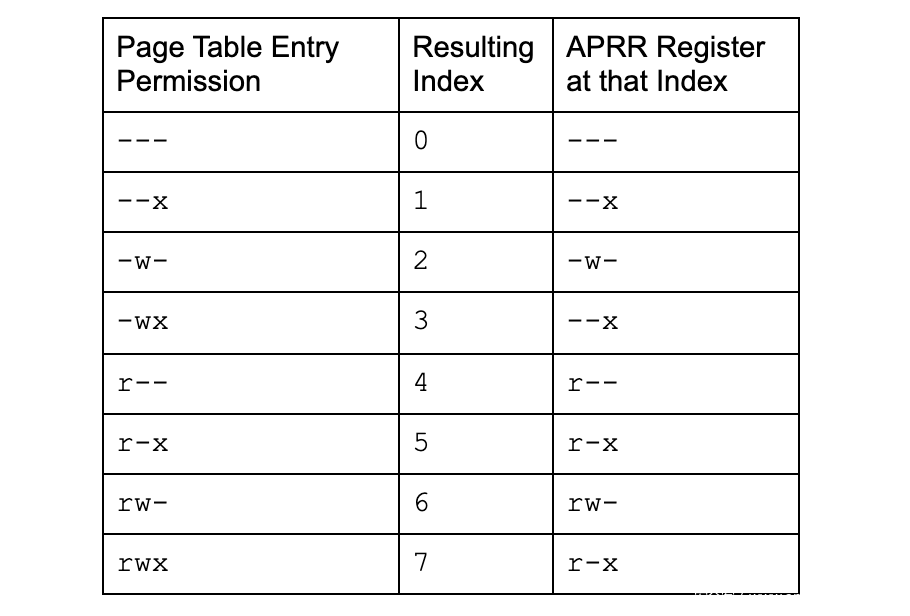 Page Table Entry Permission Resulting Index APRR Register at that Index
--- 0 ---
--x 1 --x
-w- 2 -w-
-wx 3 --x
r-- 4 r--
r-x 5 r-x
rw- 6 rw-
rwx 7 r-x